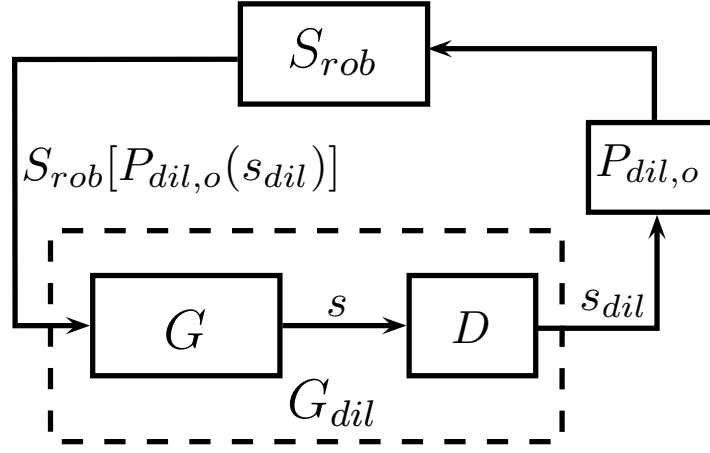 S_{rob}
S_{rob}[P_{dil,o}(s_{dil})]
P_{dil,o}
G
s
D
s_{dil}
G_{dil}